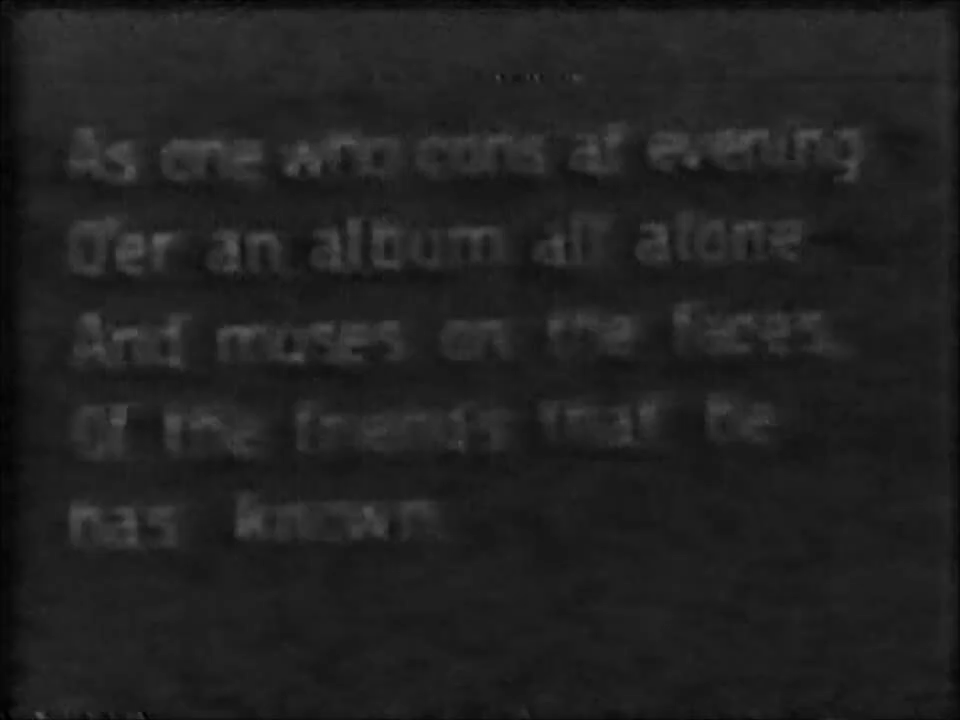 As one who cons at evening
O'er an album all alone
And muses on the faces
Of the friends that he
has known